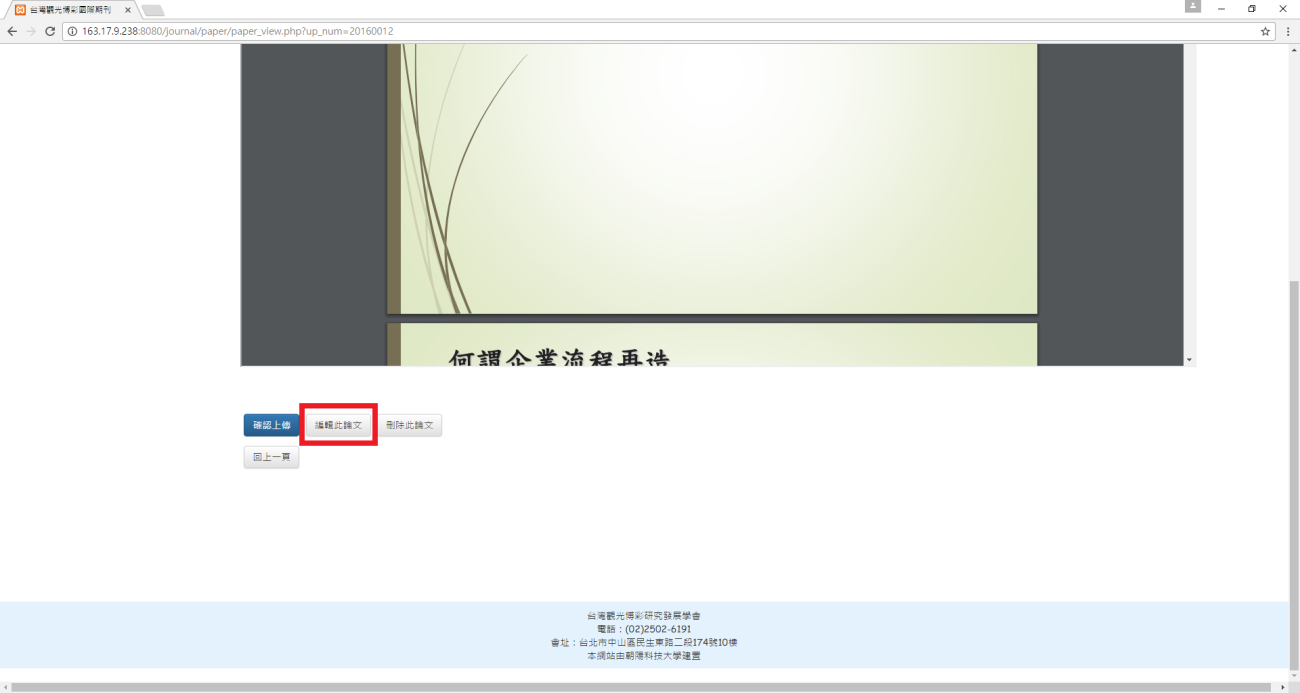 台灣觀光博彩國際期刊
163.17.9.238:8080/journal/paper/paper_view.php?up_num=20160012
何謂企業流程再造
確認上傳 編輯此論文 刪除此論文
回上一頁
台灣觀光博彩研究發展學會
電話：(02)2502-6191
會址：台北市中山區民生東路二段174號10樓
本網站由朝陽科技大學建置